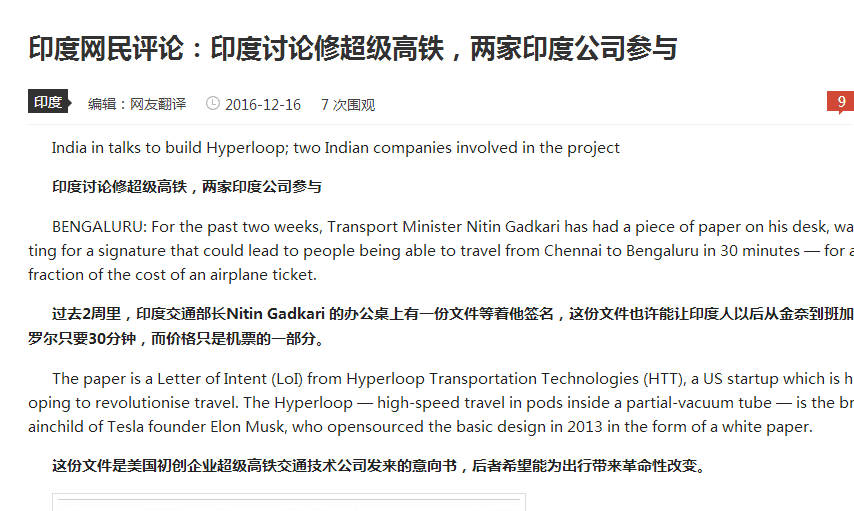 印度网民评论：印度讨论修超级高铁，两家印度公司参与
印度 编辑：网友翻译 2016-12-16 7 次围观 9
India in talks to build Hyperloop; two Indian companies involved in the project
印度讨论修超级高铁，两家印度公司参与
BENGALURU: For the past two weeks, Transport Minister Nitin Gadkari has had a piece of paper on his desk, wa
ting for a signature that could lead to people being able to travel from Chennai to Bengaluru in 30 minutes — for a
fraction of the cost of an airplane ticket.
过去2周里，印度交通部长Nitin Gadkari 的办公桌上有一份文件等着他签名，这份文件也许能让印度人以后从金奈到班加
罗尔只要30分钟，而价格只是机票的一部分。
The paper is a Letter of Intent (LoI) from Hyperloop Transportation Technologies (HTT), a US startup which is h
oping to revolutionise travel. The Hyperloop — high-speed travel in pods inside a partial-vacuum tube — is the br
ainchild of Tesla founder Elon Musk, who opensourced the basic design in 2013 in the form of a white paper.
这份文件是美国初创企业超级高铁交通技术公司发来的意向书，后者希望能为出行带来革命性改变。